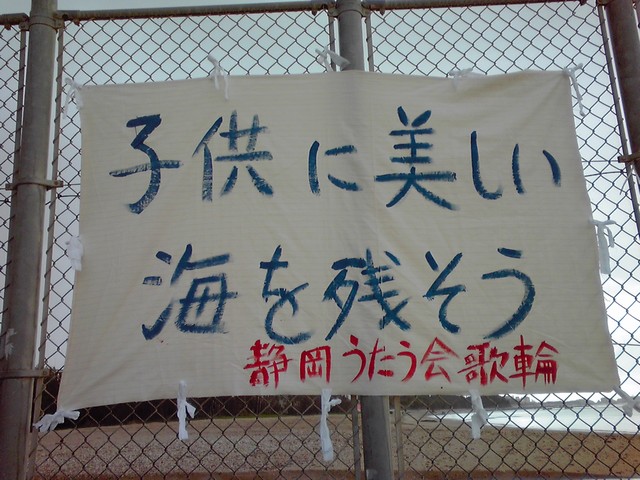 子供に美しい
海を残そう
静岡うたう会歌輪